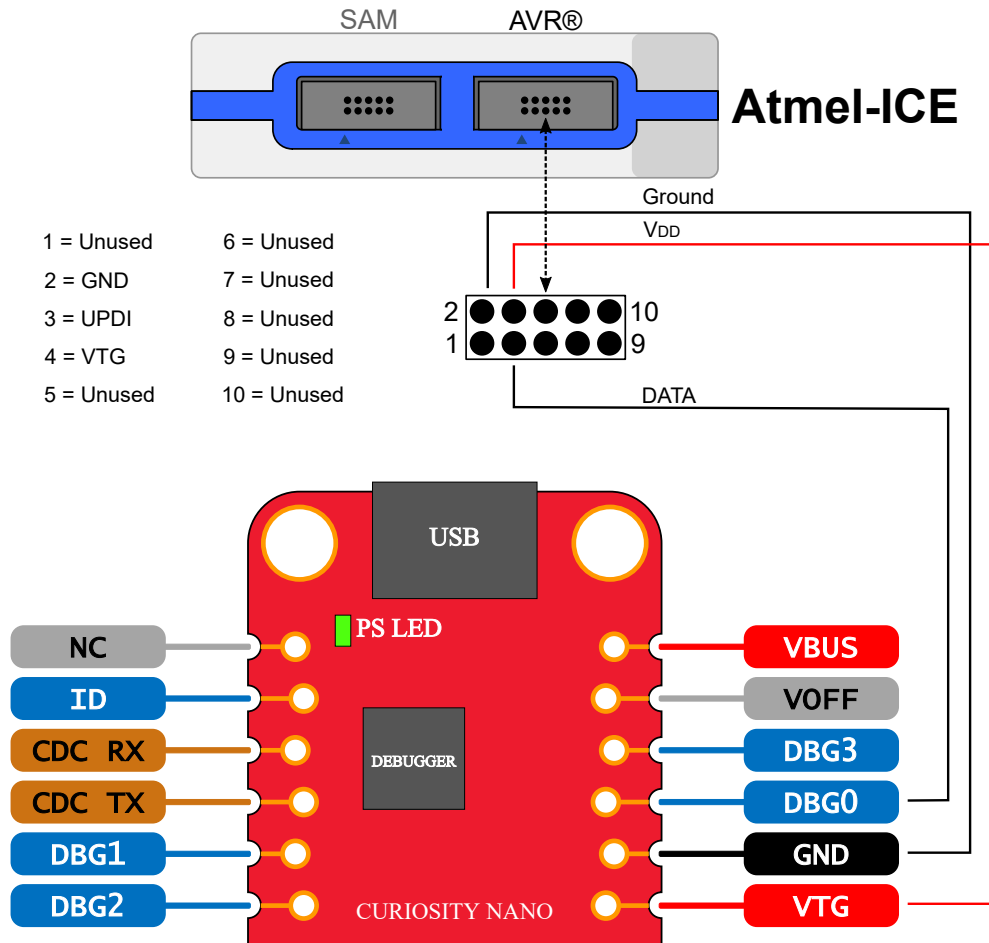 SAM
AVR®
Atmel-ICE
Ground
VDD
1 = Unused
2 = GND
3 = UPDI
4 = VTG
5 = Unused
6 = Unused
7 = Unused
8 = Unused
9 = Unused
10 = Unused
2
10
1
9
DATA
USB
PS LED
DEBUGGER
CURIOSITY NANO
NC
ID
CDC RX
CDC TX
DBG1
DBG2
VBUS
VOFF
DBG3
DBG0
GND
VTG